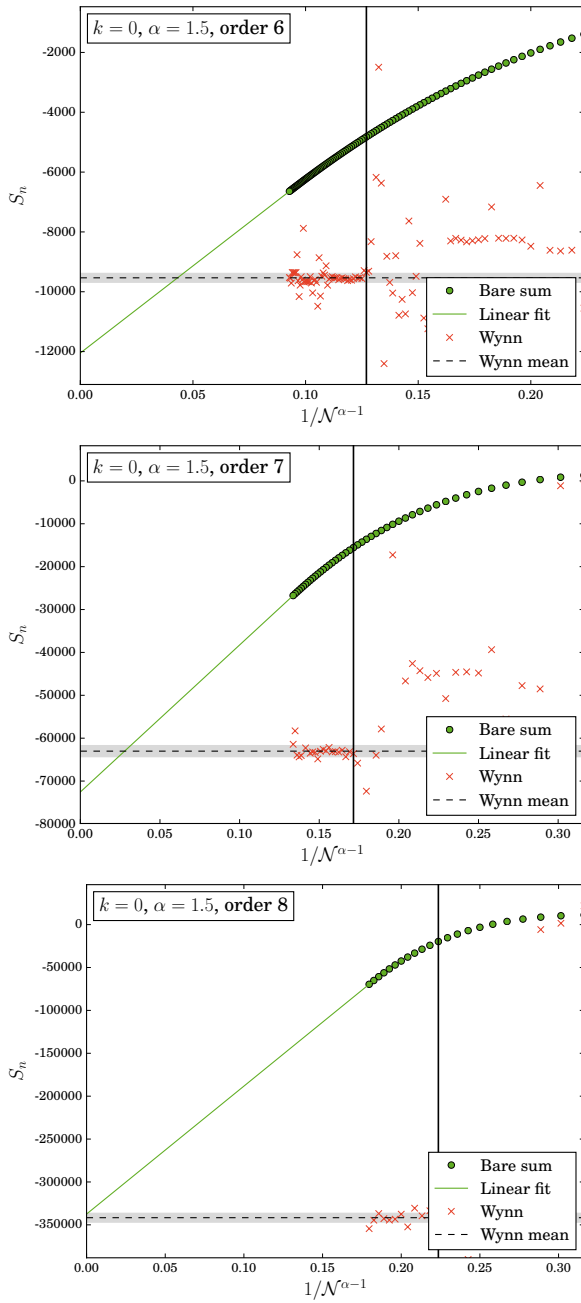 k = 0, α = 1.5, order 6
-2000
-4000
-6000
-8000
-10000
-12000
S_n
Bare sum
Linear fit
Wynn
Wynn mean
0.00 0.05 0.10 0.15 0.20
1/𝒩^{α−1}
k = 0, α = 1.5, order 7
0
-10000
-20000
-30000
-40000
-50000
-60000
-70000
-80000
S_n
Bare sum
Linear fit
Wynn
Wynn mean
0.00 0.05 0.10 0.15 0.20 0.25 0.30
1/𝒩^{α−1}
k = 0, α = 1.5, order 8
0
-50000
-100000
-150000
-200000
-250000
-300000
-350000
S_n
Bare sum
Linear fit
Wynn
Wynn mean
0.00 0.05 0.10 0.15 0.20 0.25 0.30
1/𝒩^{α−1}